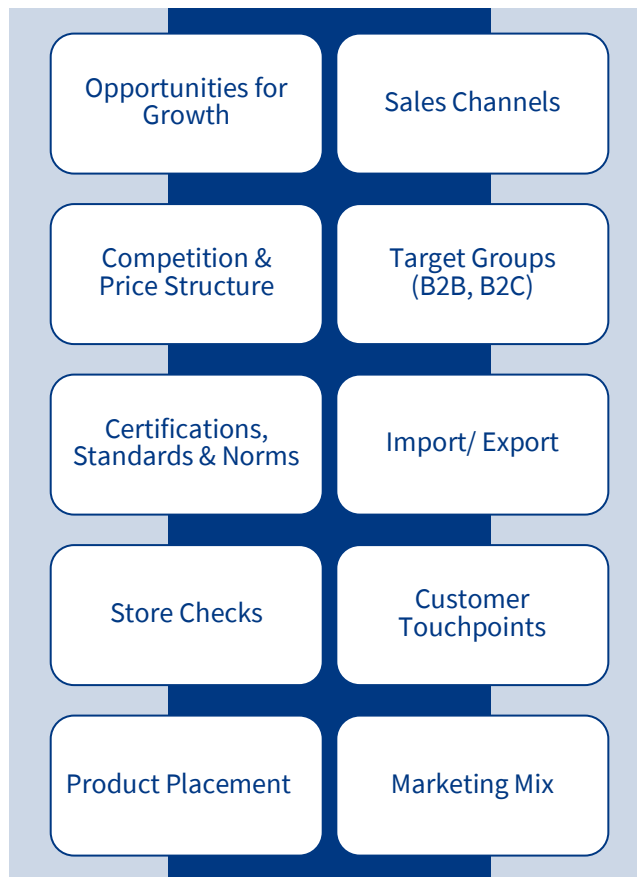 Opportunities for
Growth
Sales Channels
Competition &
Price Structure
Target Groups
(B2B, B2C)
Certifications,
Standards & Norms
Import/ Export
Store Checks
Customer
Touchpoints
Product Placement
Marketing Mix